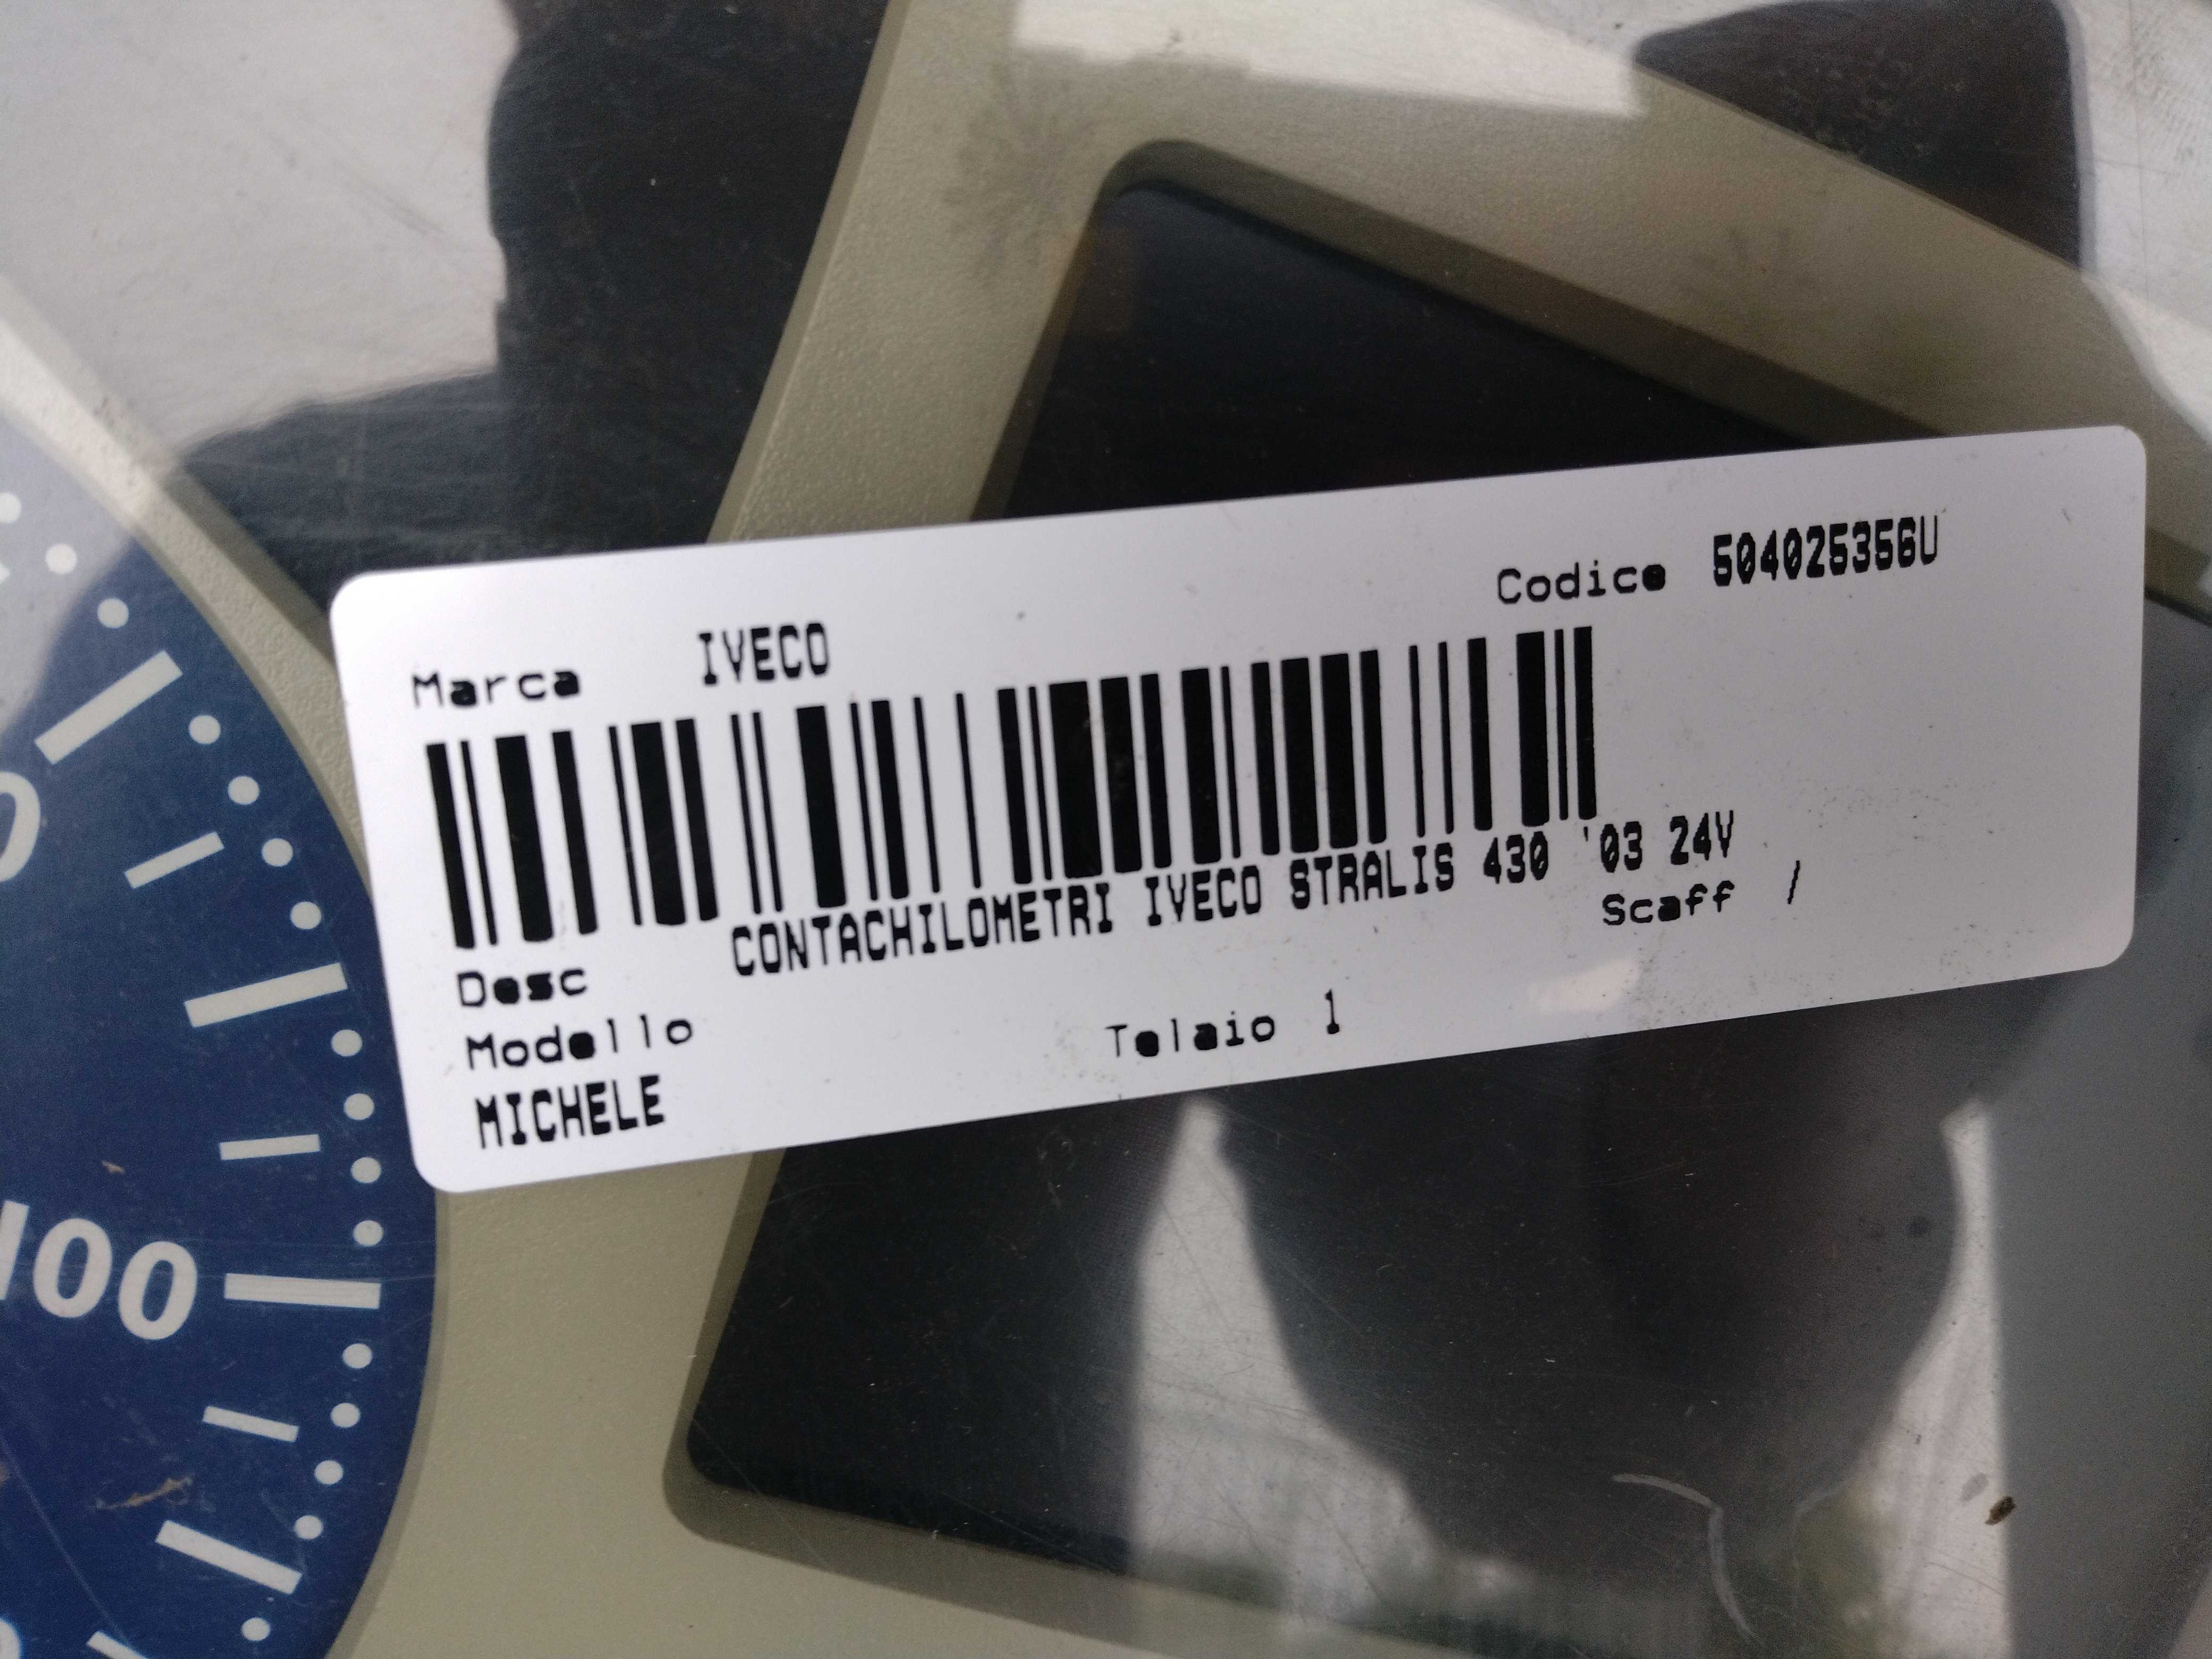 Codice 504025356U
Marca IVECO
CONTACHILOMETRI IVECO STRALIS 430 '03 24V
Desc
Scaff /
Modello
Telaio 1
MICHELE
100